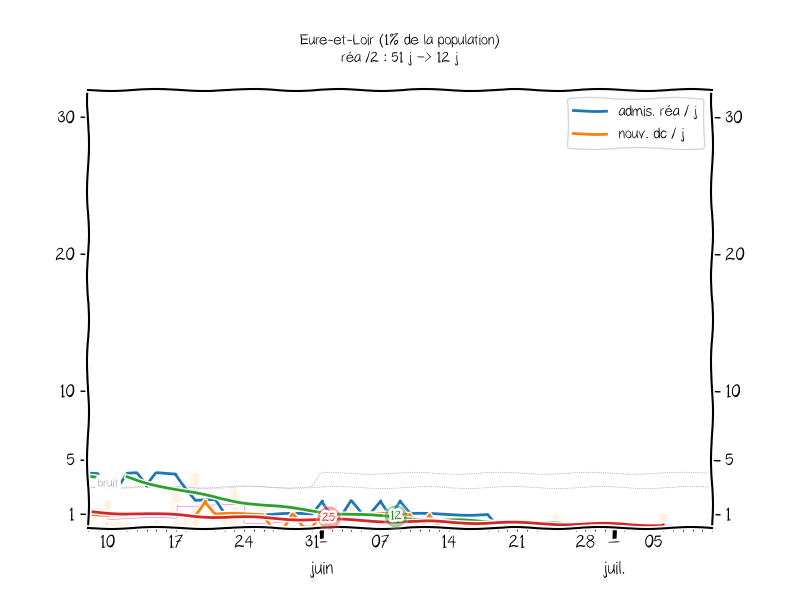 Eure-et-Loir (1% de la population)
réa /2 : 51 j -> 12 j
admis. réa / j
nouv. dc / j
30
20
10
5
1
30
20
10
5
1
bruit
25
12
10 17 24 31 07 14 21 28 05
juin juil.